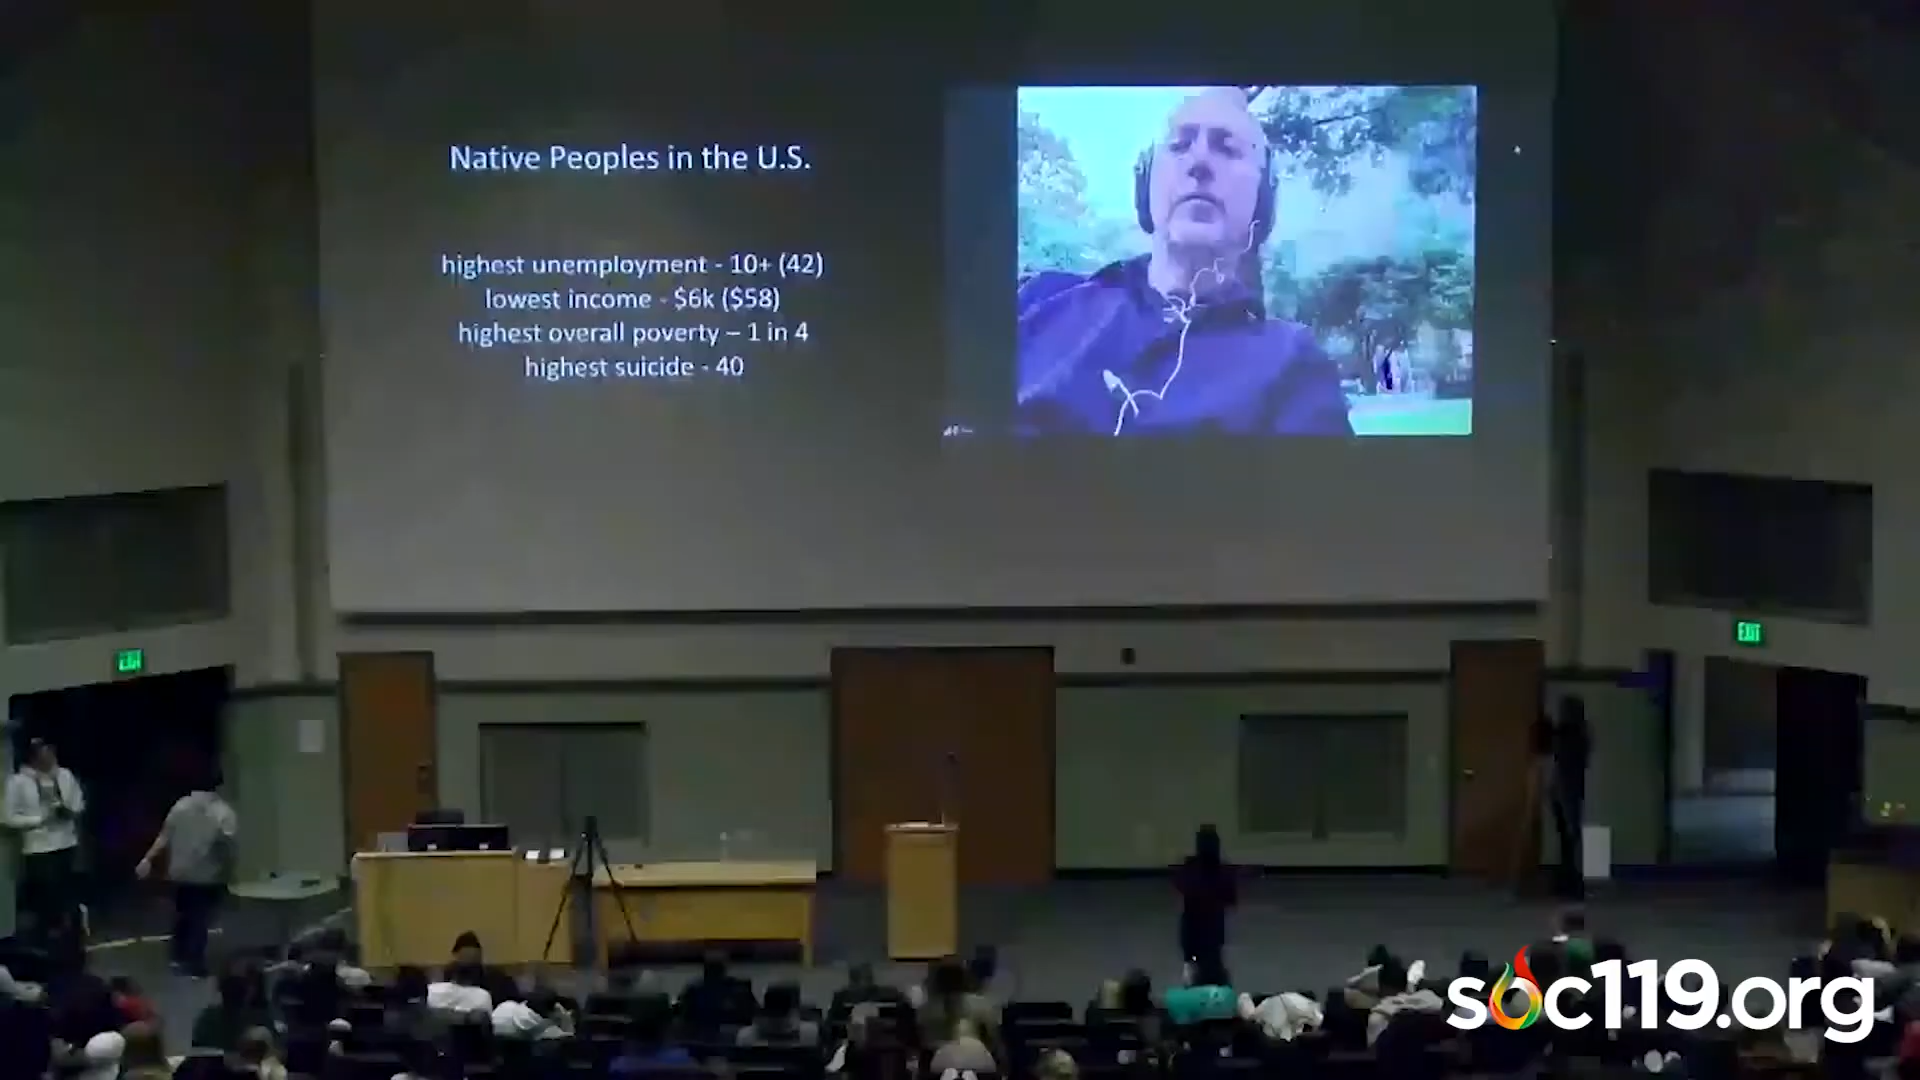 Native Peoples in the U.S.
highest unemployment - 10+ (42)
lowest income - $6k ($58)
highest overall poverty – 1 in 4
highest suicide - 40
EXIT
EXIT
soc119.org